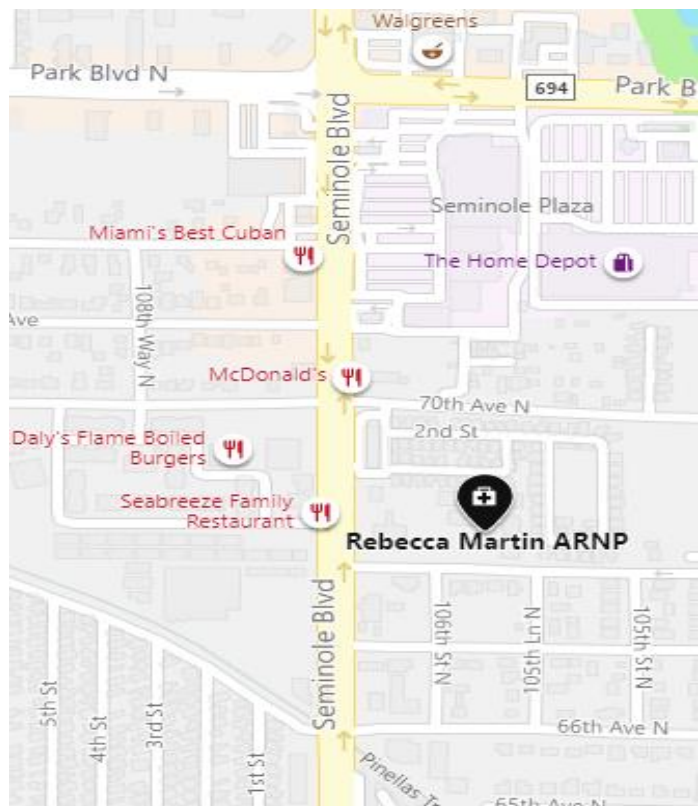 Walgreens
Park Blvd N
694
Park B
Seminole Blvd
Seminole Plaza
Miami's Best Cuban
The Home Depot
108th Way N
Ave
McDonald's
70th Ave N
2nd St
Daly's Flame Boiled
Burgers
Seabreeze Family
Restaurant
Rebecca Martin ARNP
Seminole Blvd
106th St N
105th Ln N
105th St N
5th St
4th St
3rd St
1st St
66th Ave N
Pinellas Tr
65th Ave N